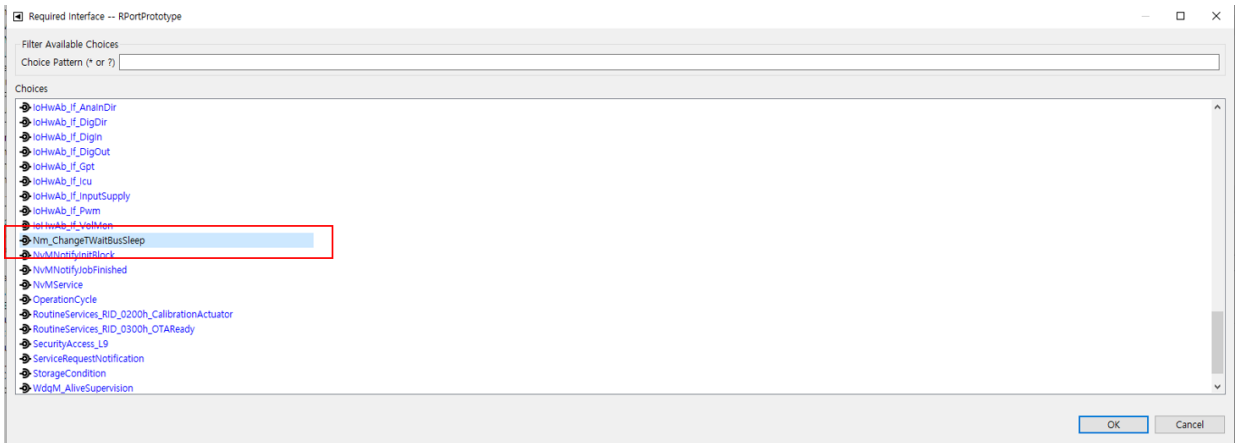 Required Interface -- RPortPrototype
Filter Available Choices
Choice Pattern (* or ?)
Choices
IoHwAb_If_AnaInDir
IoHwAb_If_DigDir
IoHwAb_If_DigIn
IoHwAb_If_DigOut
IoHwAb_If_Gpt
IoHwAb_If_Icu
IoHwAb_If_InputSupply
IoHwAb_If_Pwm
IoHwAb_If_VolMon
Nm_ChangeTWaitBusSleep
NvMNotifyInitBlock
NvMNotifyJobFinished
NvMService
OperationCycle
RoutineServices_RID_0200h_CalibrationActuator
RoutineServices_RID_0300h_OTAReady
SecurityAccess_L9
ServiceRequestNotification
StorageCondition
WdgM_AliveSupervision
OK Cancel